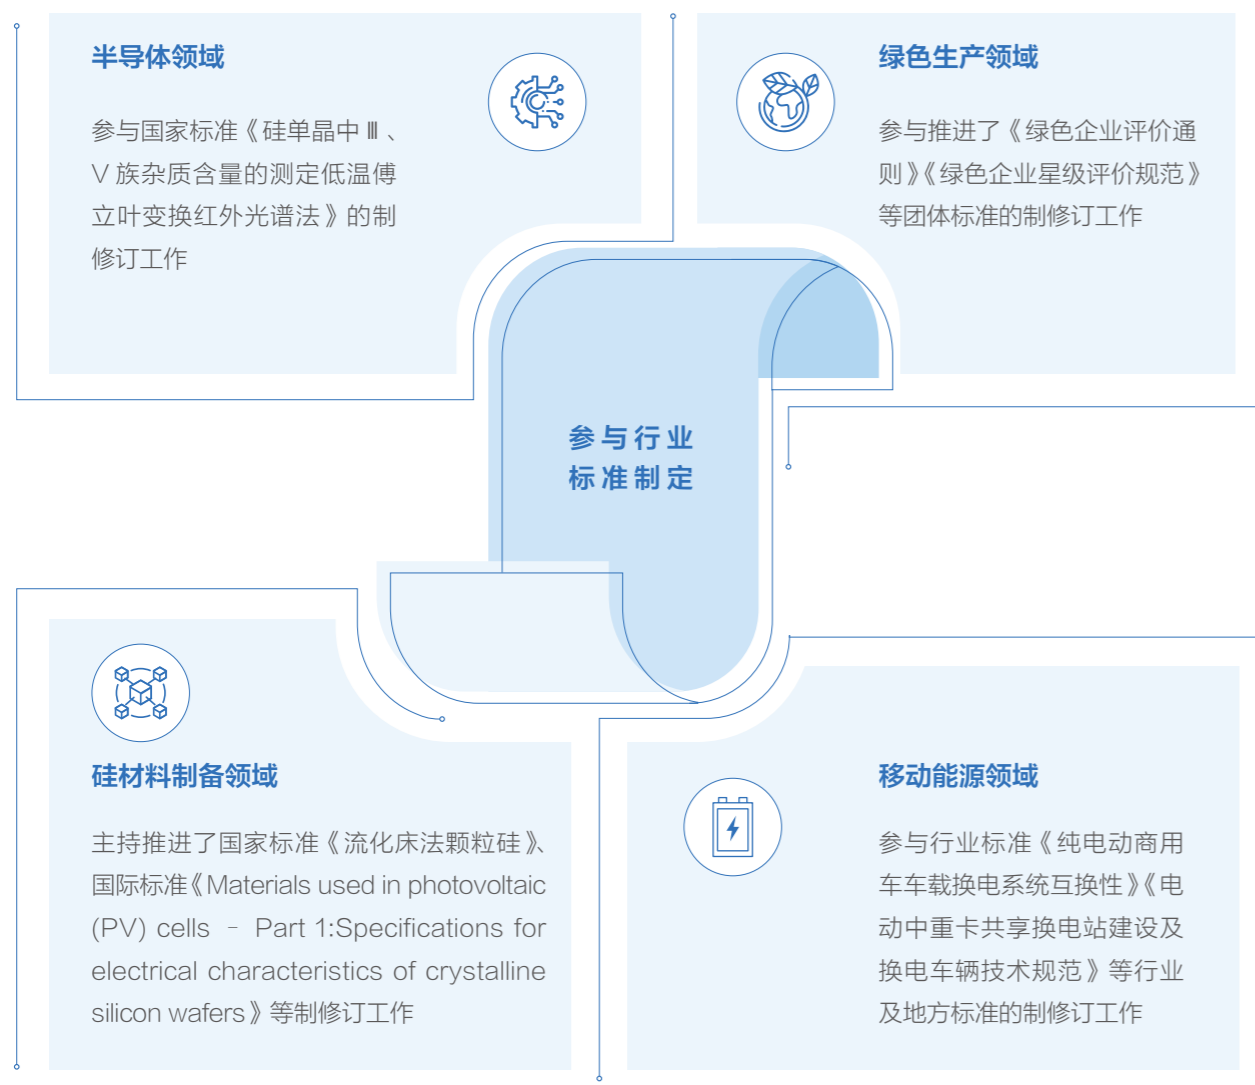 半导体领域
参与国家标准《硅单晶中Ⅲ、
V族杂质含量的测定低温傅
立叶变换红外光谱法》的制
修订工作
绿色生产领域
参与推进了《绿色企业评价通
则》《绿色企业星级评价规范》
等团体标准的制修订工作
参与行业
标准制定
硅材料制备领域
主持推进了国家标准《流化床法颗粒硅》、
国际标准《Materials used in photovoltaic
(PV) cells – Part 1:Specifications for
electrical characteristics of crystalline
silicon wafers》等制修订工作
移动能源领域
参与行业标准《纯电动商用
车车载换电系统互换性》《电
动中重卡共享换电站建设及
换电车辆技术规范》等行业
及地方标准的制修订工作